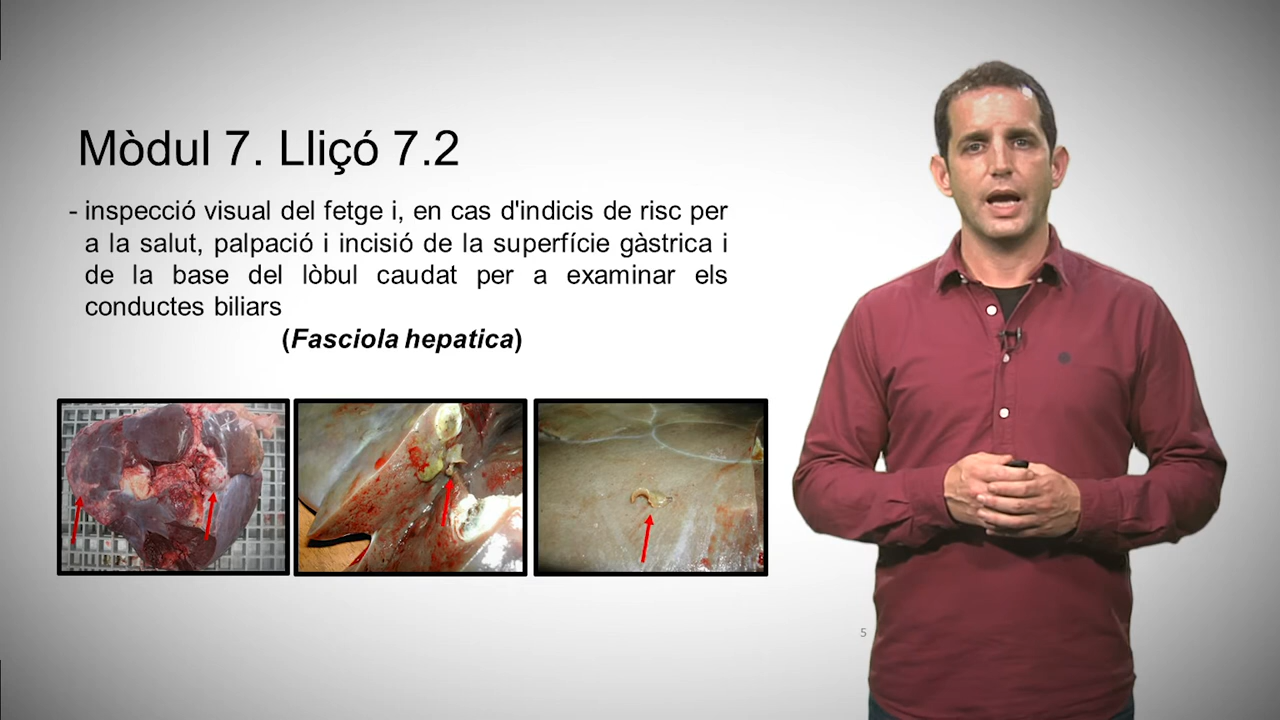 Mòdul 7. Lliçó 7.2
- inspecció visual del fetge i, en cas d'indicis de risc per
a la salut, palpació i incisió de la superfície gàstrica i
de la base del lòbul caudat per a examinar els
conductes biliars
(Fasciola hepatica)
5